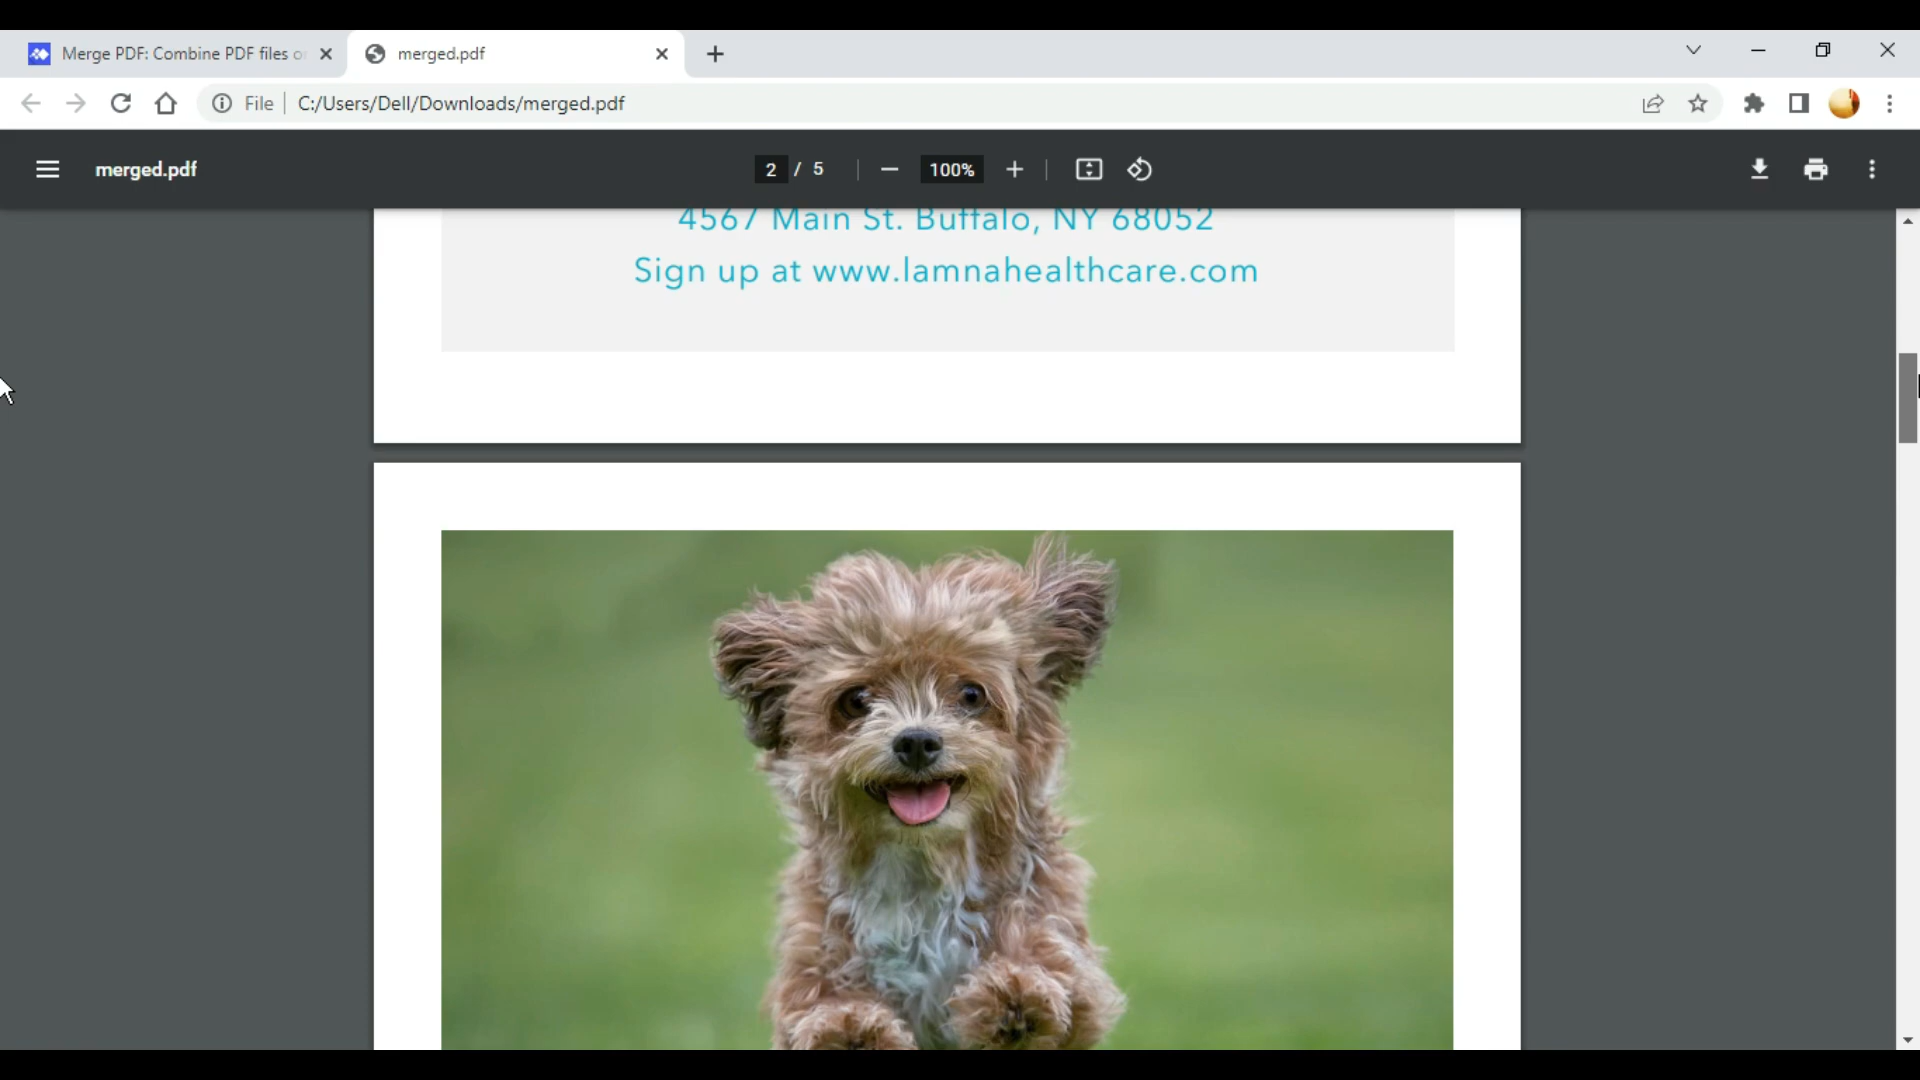 Merge PDF: Combine PDF files
merged.pdf
File
C:/Users/Dell/Downloads/merged.pdf
merged.pdf
2 / 5
100%
4567 Main St. Buffalo, NY 68052
Sign up at www.lamnahealthcare.com